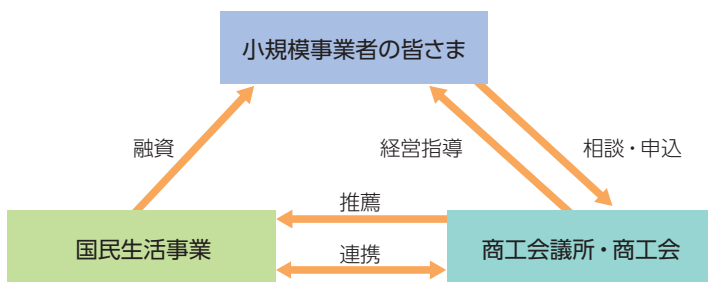 小規模事業者の皆さま
融資
経営指導
相談・申込
推薦
国民生活事業
商工会議所・商工会
連携